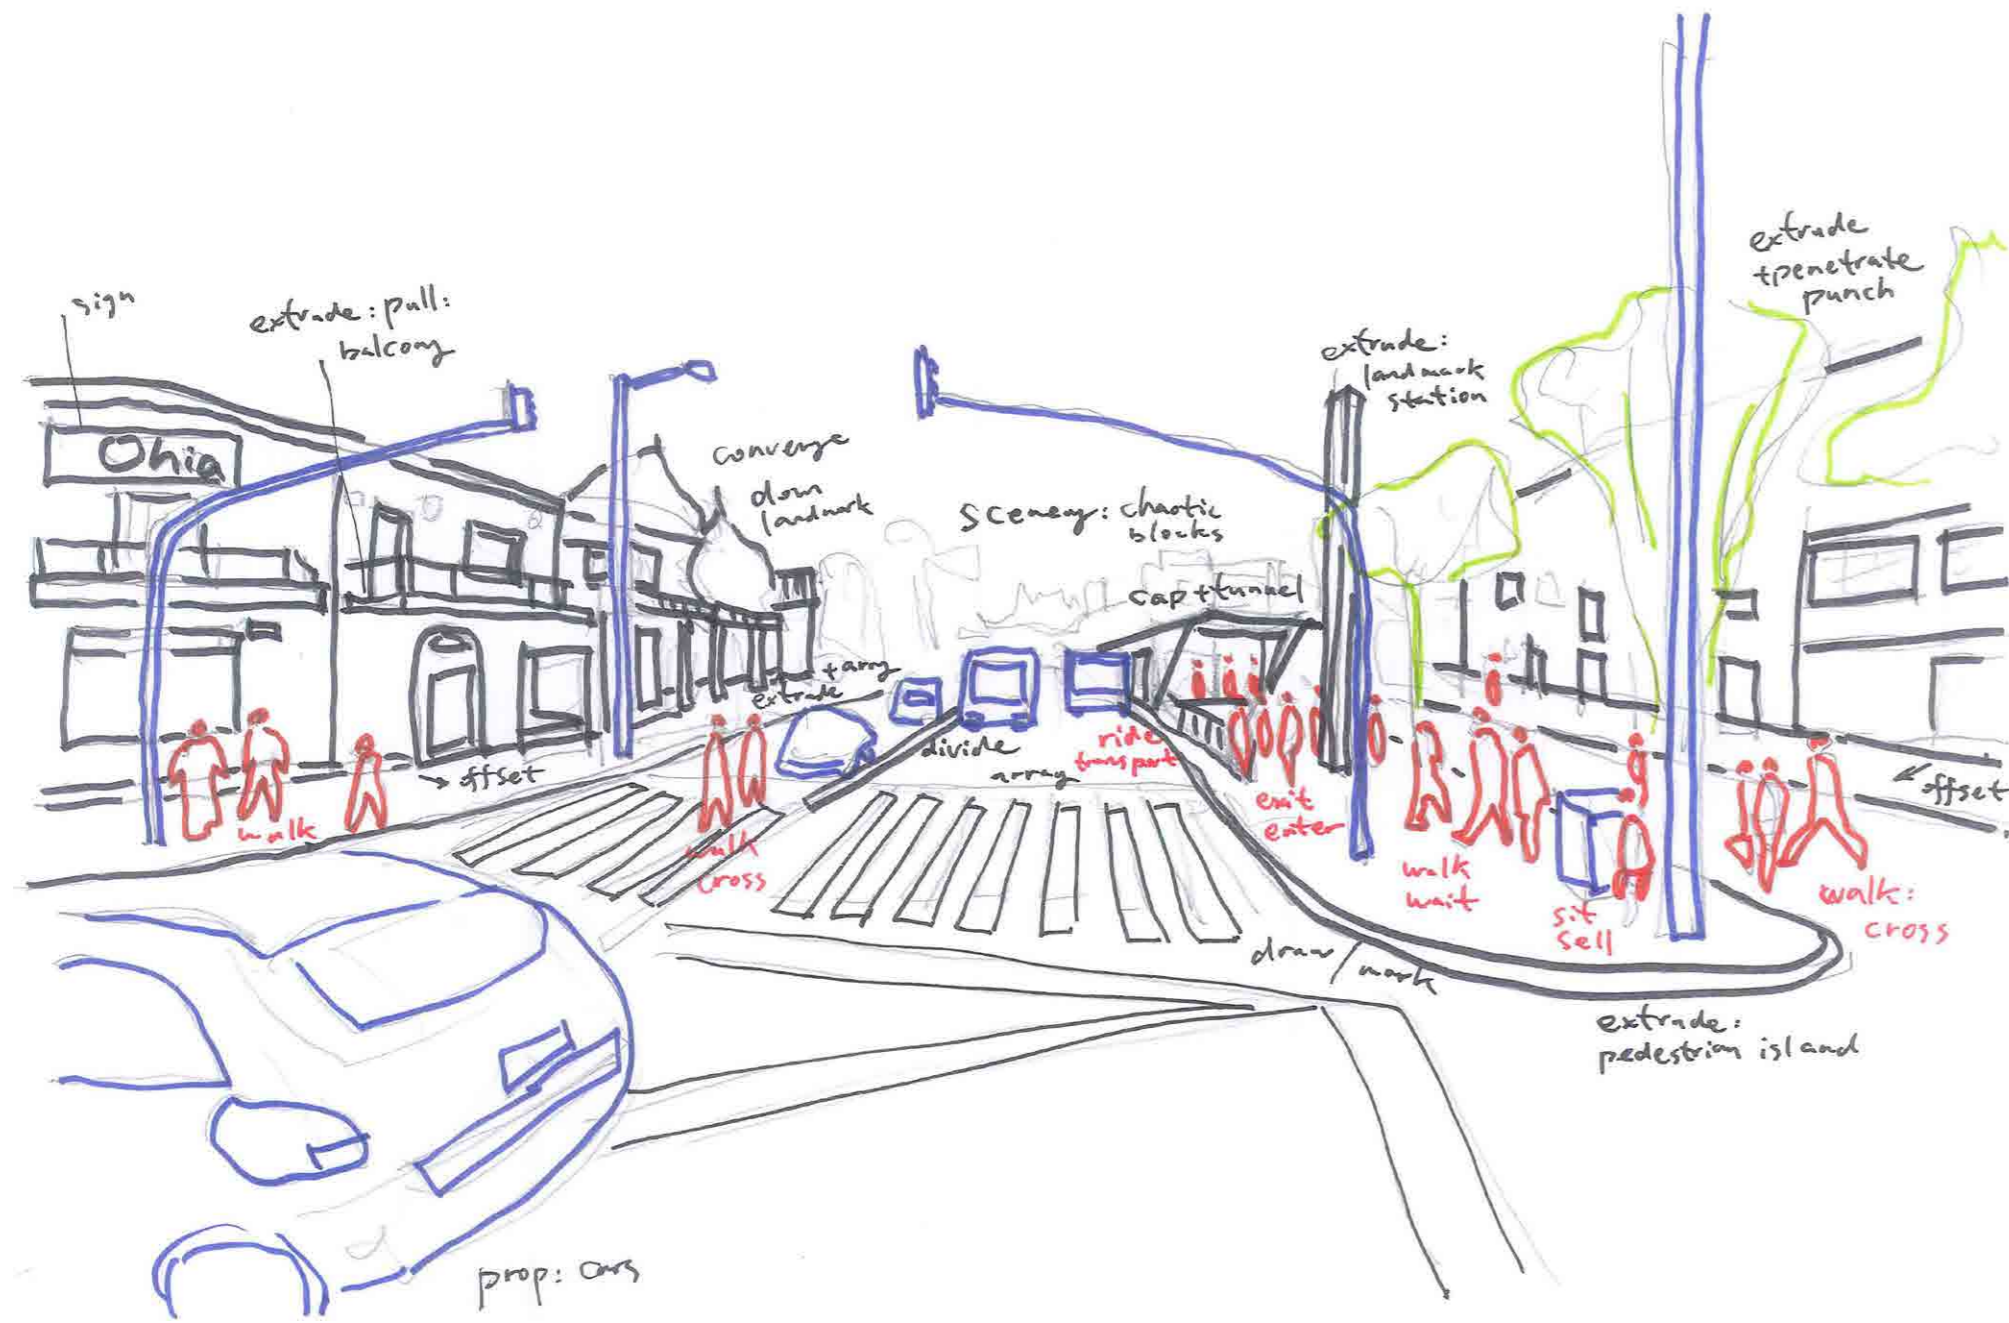 sign
extrude: pull:
balcony
Ohia
converge
dom
landmark
scenery: chaotic
blocks
extrude:
landmark
station
extrude
+penetrate
punch
cap + tunnel
+ array
extrude
divide
array
ride
transport
→ offset
walk
walk
cross
exit
enter
walk
wait
sit
sell
walk:
cross
← offset
draw / mark
extrude:
pedestrian island
prop: cars